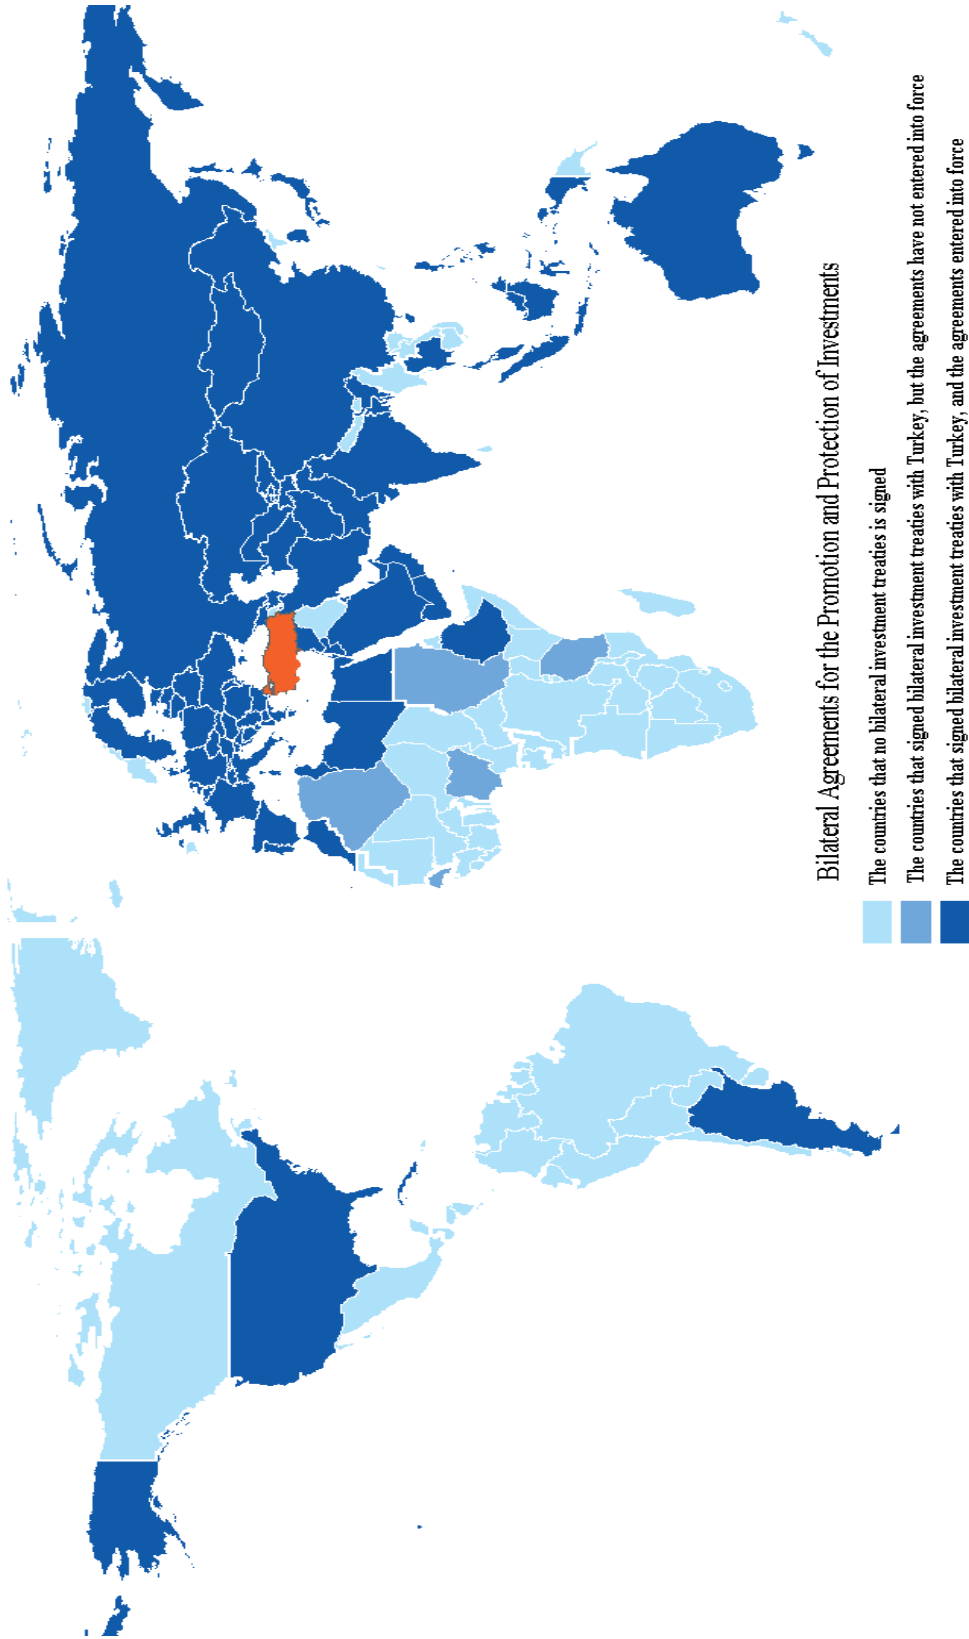 Bilateral Agreements for the Promotion and Protection of Investments
The countries that no bilateral investment treaties is signed
The countries that signed bilateral investment treaties with Turkey, but the agreements have not entered into force
The countries that signed bilateral investment treaties with Turkey, and the agreements entered into force